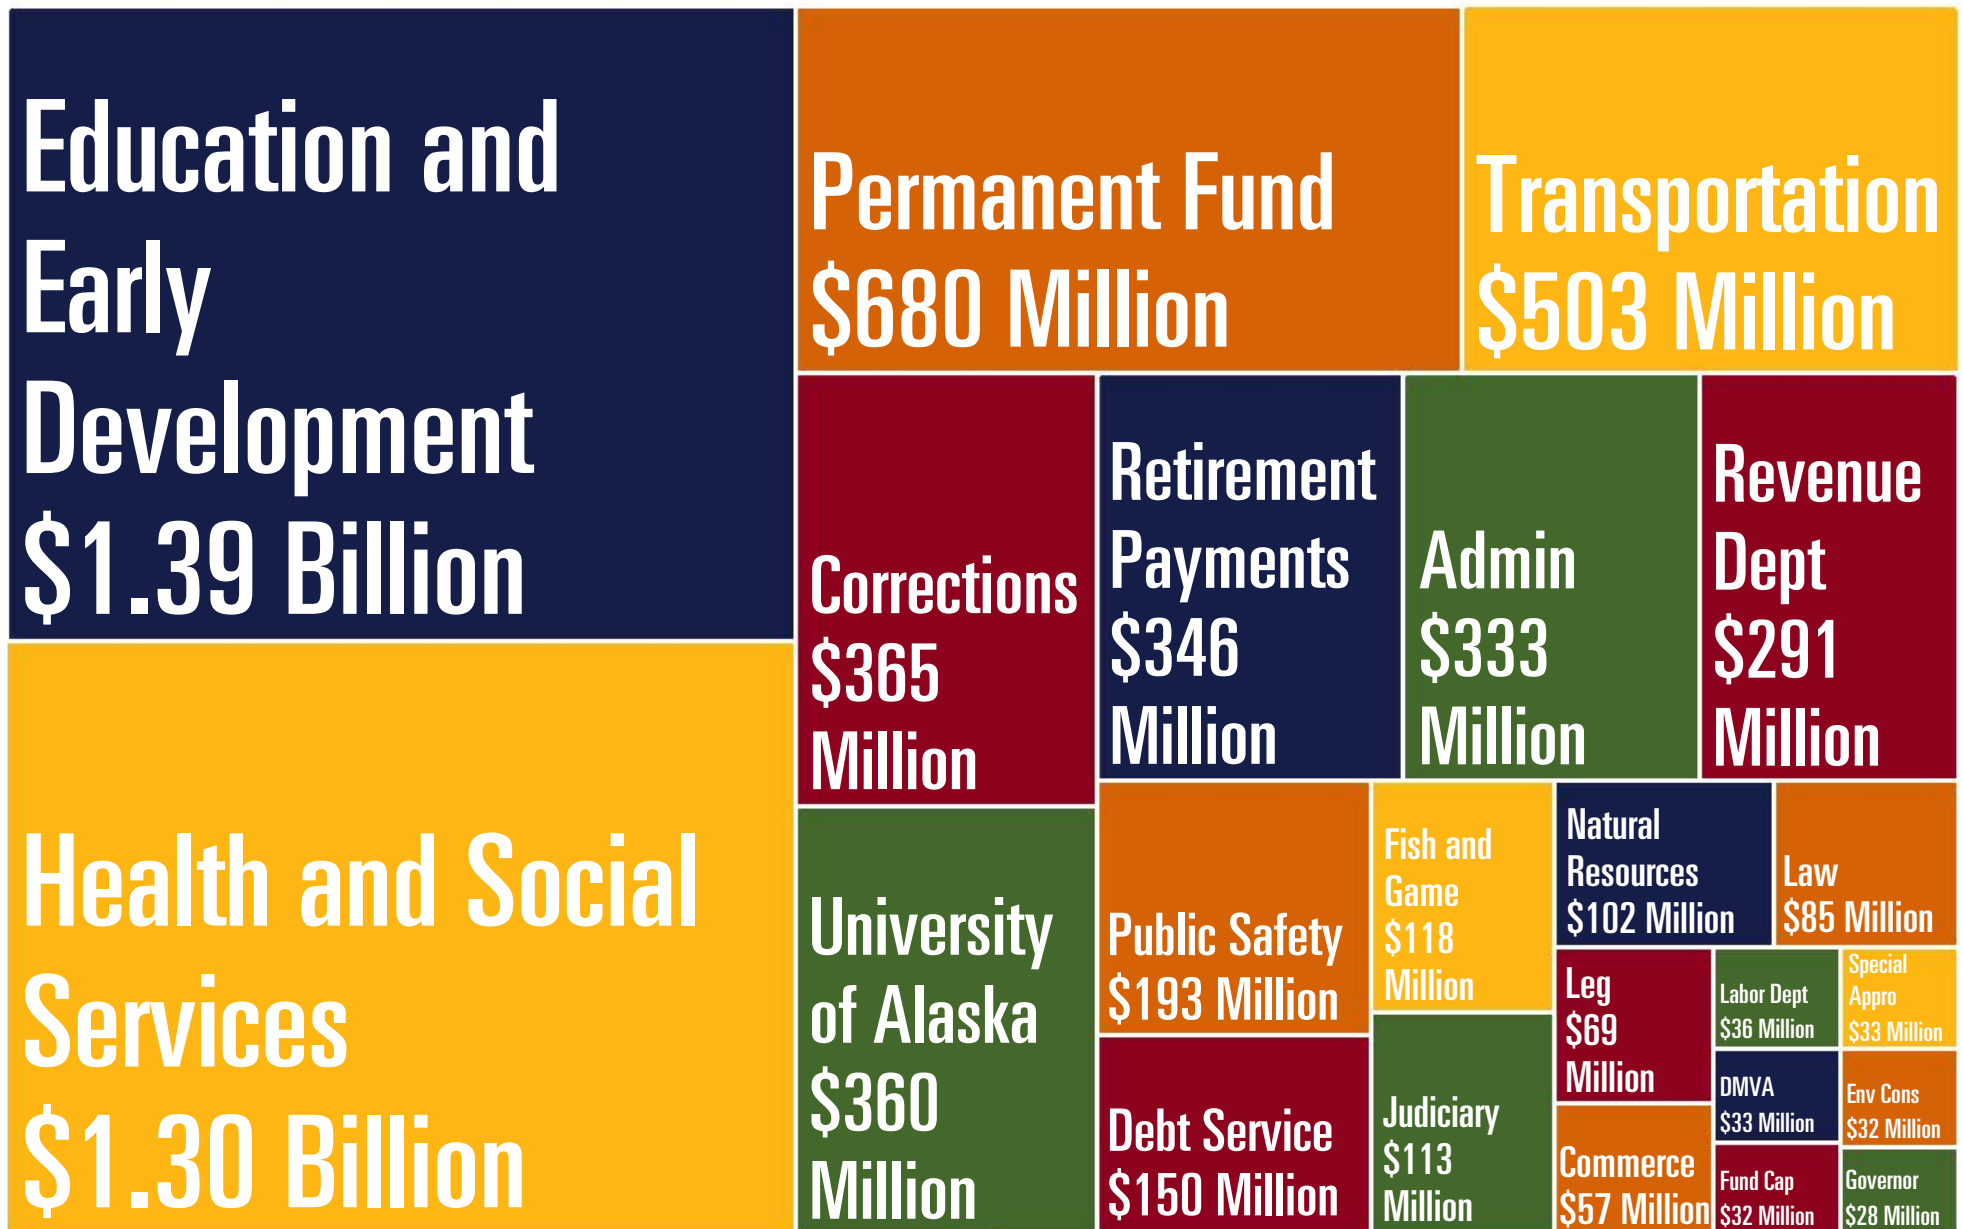 Education and
Early
Development
$1.39 Billion
Health and Social
Services
$1.30 Billion
Permanent Fund
$680 Million
Transportation
$503 Million
Corrections
$365
Million
Retirement
Payments
$346
Million
Admin
$333
Million
Revenue
Dept
$291
Million
University
of Alaska
$360
Million
Public Safety
$193 Million
Debt Service
$150 Million
Fish and
Game
$118
Million
Judiciary
$113
Million
Natural
Resources
$102 Million
Law
$85 Million
Leg
$69
Million
Commerce
$57 Million
Labor Dept
$36 Million
Special
Appro
$33 Million
DMVA
$33 Million
Env Cons
$32 Million
Fund Cap
$32 Million
Governor
$28 Million